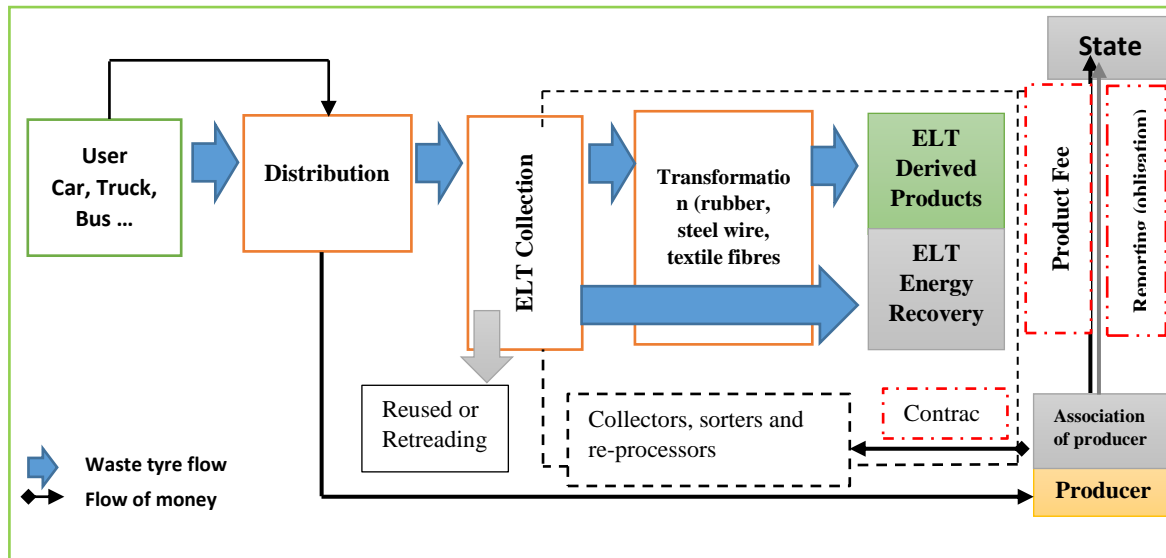 State
User
Car, Truck,
Bus ...
Distribution
ELT Collection
Transformatio
n (rubber,
steel wire,
textile fibres
ELT
Derived
Products
ELT
Energy
Recovery
Product Fee
Reporting (obligation)
Reused or
Retreading
Collectors, sorters and
re-processors
Contrac
Association
of producer
Producer
Waste tyre flow
Flow of money